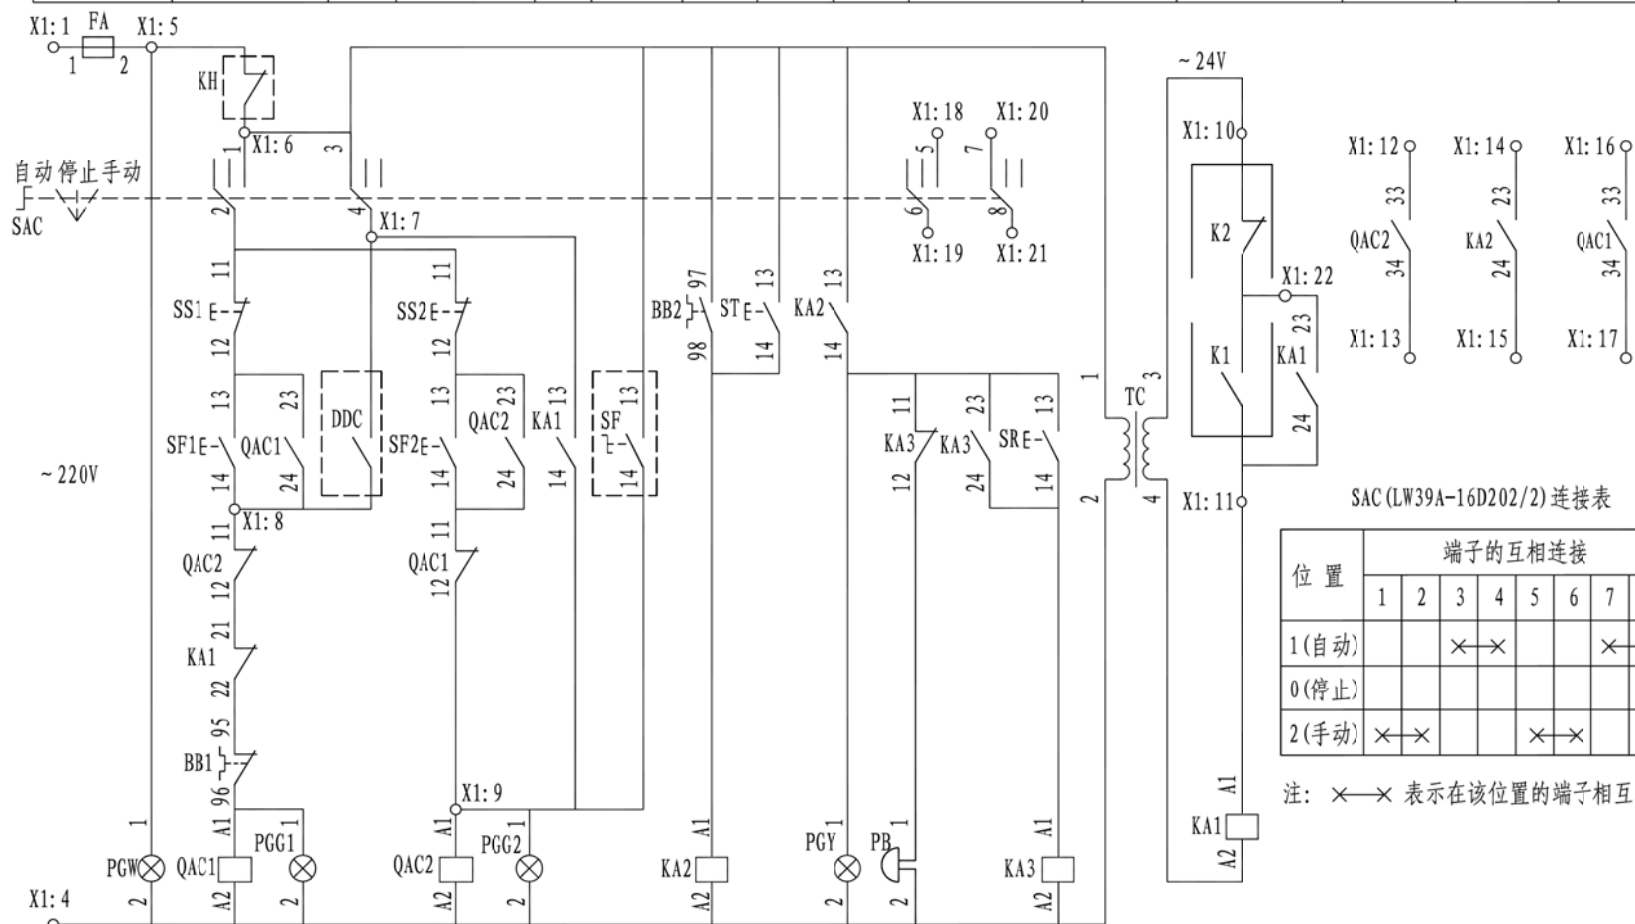 X1:1 FA X1:5
1 2
KH
X1:6
1 3
自动 停止 手动
SAC
2 4
X1:7
X1:18 X1:20
5 7
6 8
X1:19 X1:21
~24V
X1:10
K2
X1:22
K1 KA1
23
24
X1:11
X1:12 X1:14 X1:16
33 23 33
QAC2 KA2 QAC1
34 24 34
X1:13 X1:15 X1:17
11 11
SS1 SS2
12 12
97 13 13
BB2 ST KA2
98 14 14
13 23 13 23 13 13
SF1 QAC1 DDC SF2 QAC2 KA1 SF
14 24 14 24 14 14
~220V
X1:8
11 11
QAC2 QAC1
12 12
21
KA1
22
95
BB1
96
X1:9
11 23 13
KA3 KA3 SR
12 24 14
1 3
TC
2 4
SAC(LW39A-16D202/2)连接表
位置 端子的互相连接
1 2 3 4 5 6 7
1(自动)
0(停止)
2(手动)
注: ×—× 表示在该位置的端子相互
1 A1 1 A1 1 A1 1 1 A1
PGW QAC1 PGG1 QAC2 PGG2 KA2 PGY PB KA3
2 A2 2 A2 2 A2 2 2 A2
A1
KA1
A2
X1:4